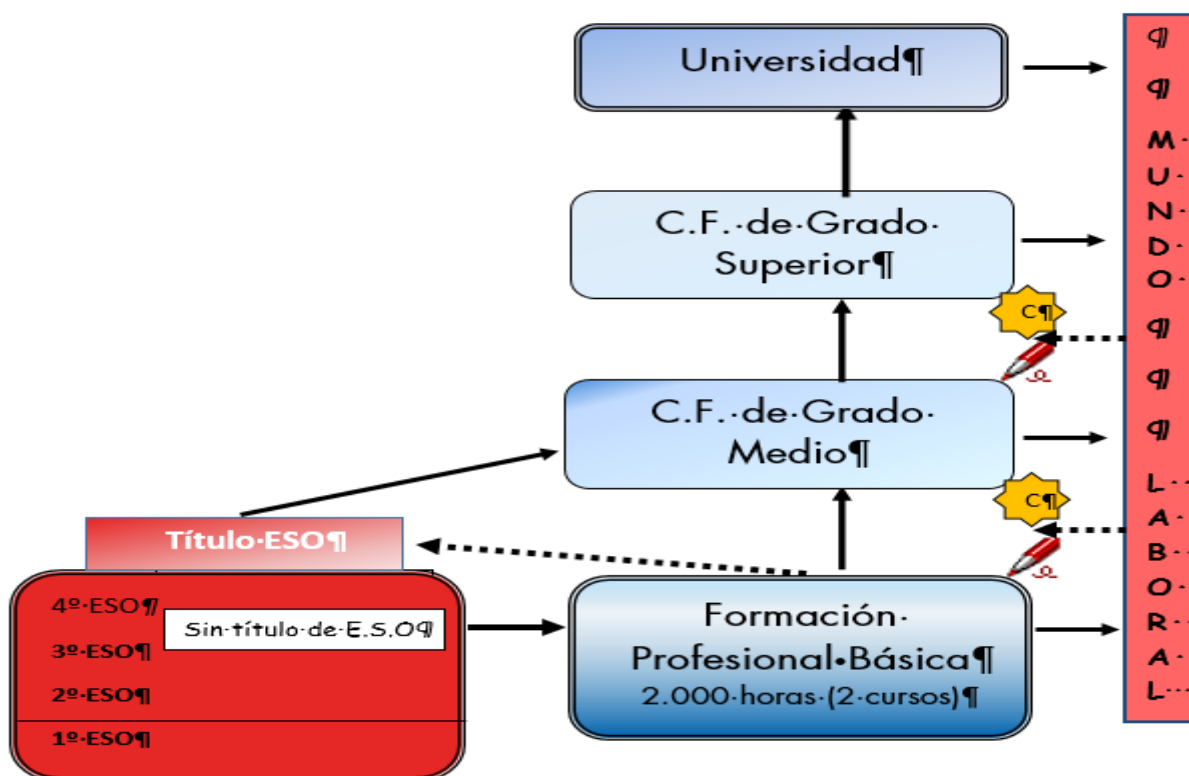 Universidad¶
C.F.·de·Grado·
Superior¶
C¶
C.F.·de·Grado·
Medio¶
C¶
Título·ESO¶
4º·ESO¶
Sin·título·de·E.S.O¶
3º·ESO¶
2º·ESO¶
1º·ESO¶
Formación·
Profesional•Básica¶
2.000·horas·(2·cursos)¶
¶
¶
M·
U·
N·
D·
O·
¶
¶
¶
L··
A·
B··
O·
R··
A·
L···